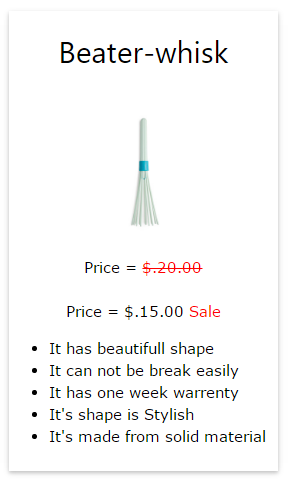 Beater-whisk
Price = $.20.00
Price = $.15.00 Sale
It has beautifull shape
It can not be break easily
It has one week warrenty
It's shape is Stylish
It's made from solid material